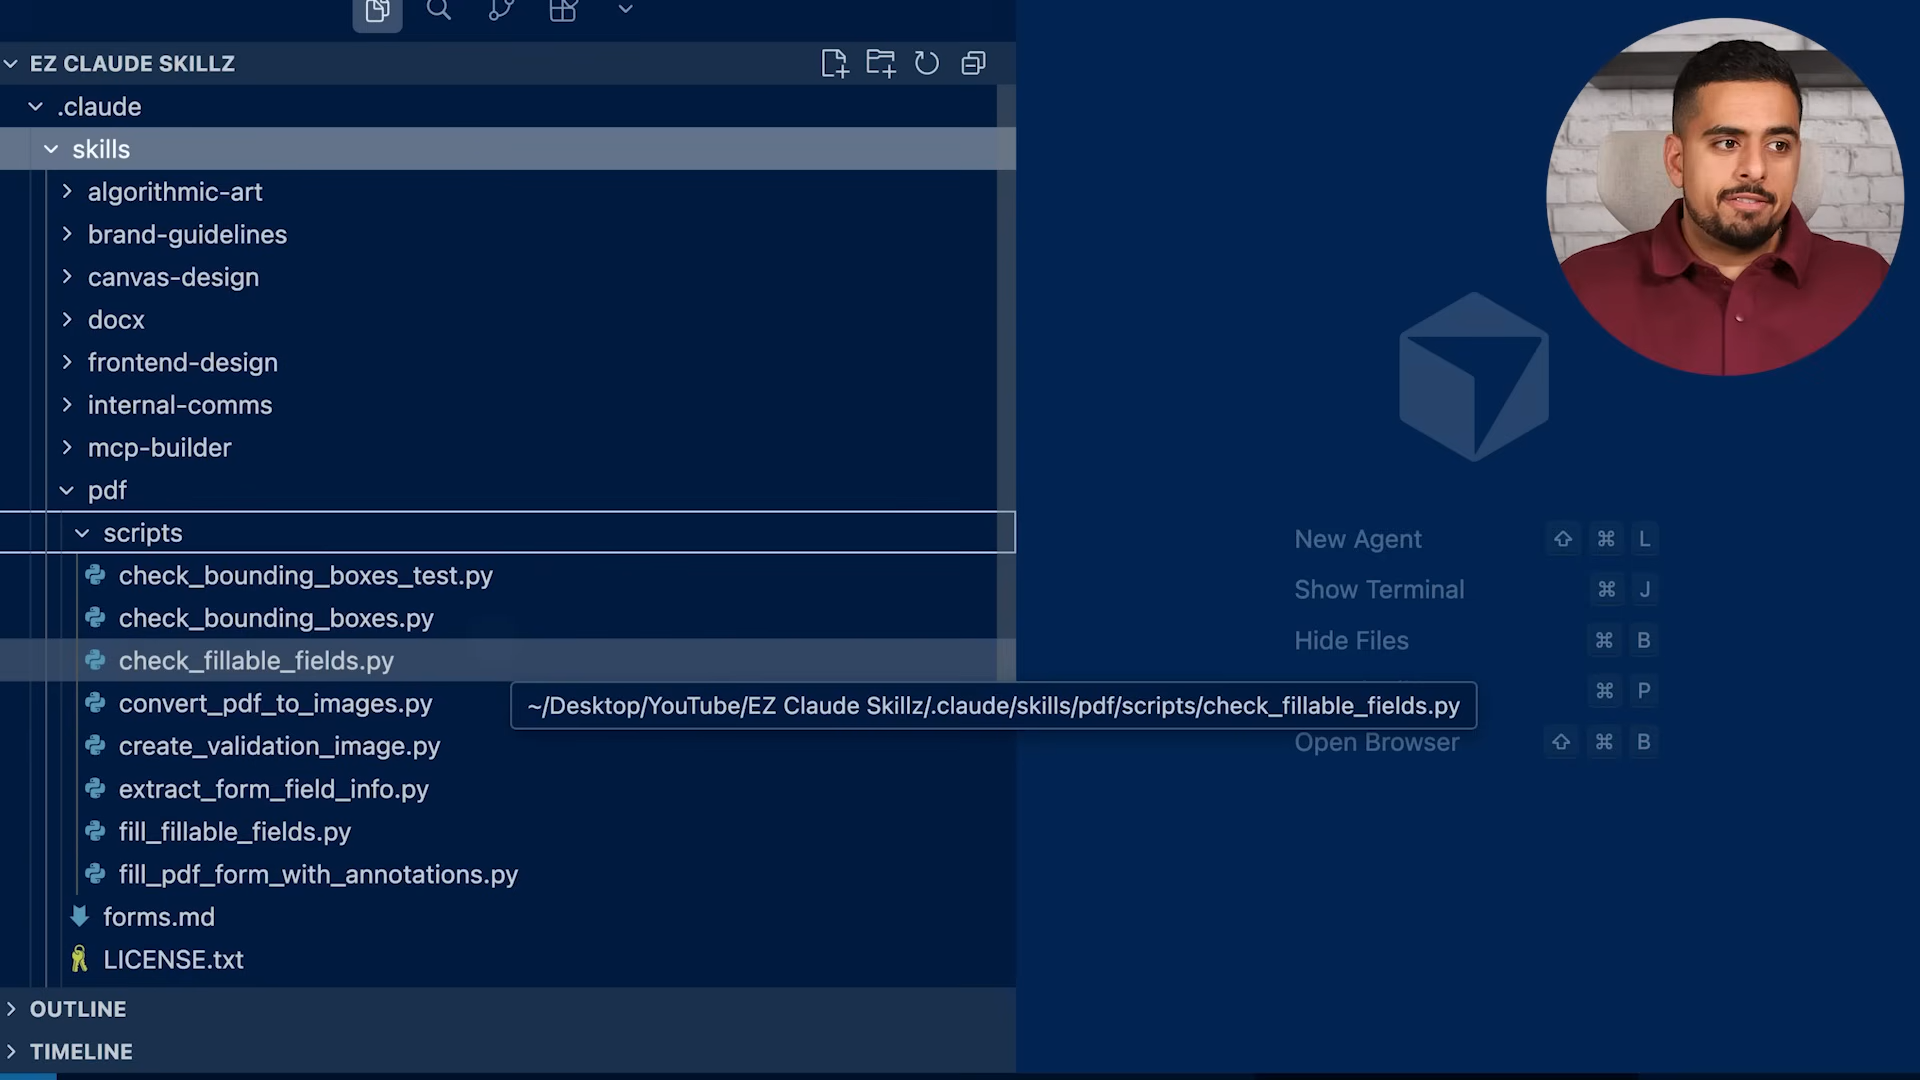 EZ CLAUDE SKILLZ
.claude
skills
algorithmic-art
brand-guidelines
canvas-design
docx
frontend-design
internal-comms
mcp-builder
pdf
scripts
check_bounding_boxes_test.py
check_bounding_boxes.py
check_fillable_fields.py
convert_pdf_to_images.py
create_validation_image.py
extract_form_field_info.py
fill_fillable_fields.py
fill_pdf_form_with_annotations.py
forms.md
LICENSE.txt
OUTLINE
TIMELINE
New Agent ⇧ ⌘ L
Show Terminal ⌘ J
Hide Files ⌘ B
⌘ P
~/Desktop/YouTube/EZ Claude Skillz/.claude/skills/pdf/scripts/check_fillable_fields.py
Open Browser ⇧ ⌘ B